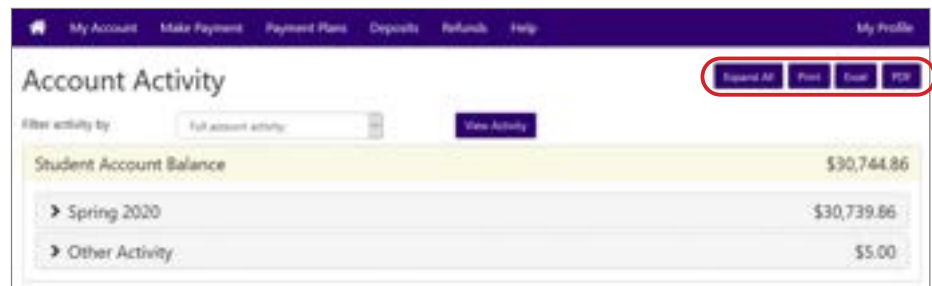 My Account Make Payment Payment Plans Deposits Refunds Help My Profile
Account Activity Expand All Print Excel PDF
Filter activity by Full account activity View Activity
Student Account Balance $30,744.86
Spring 2020 $30,739.86
Other Activity $5.00